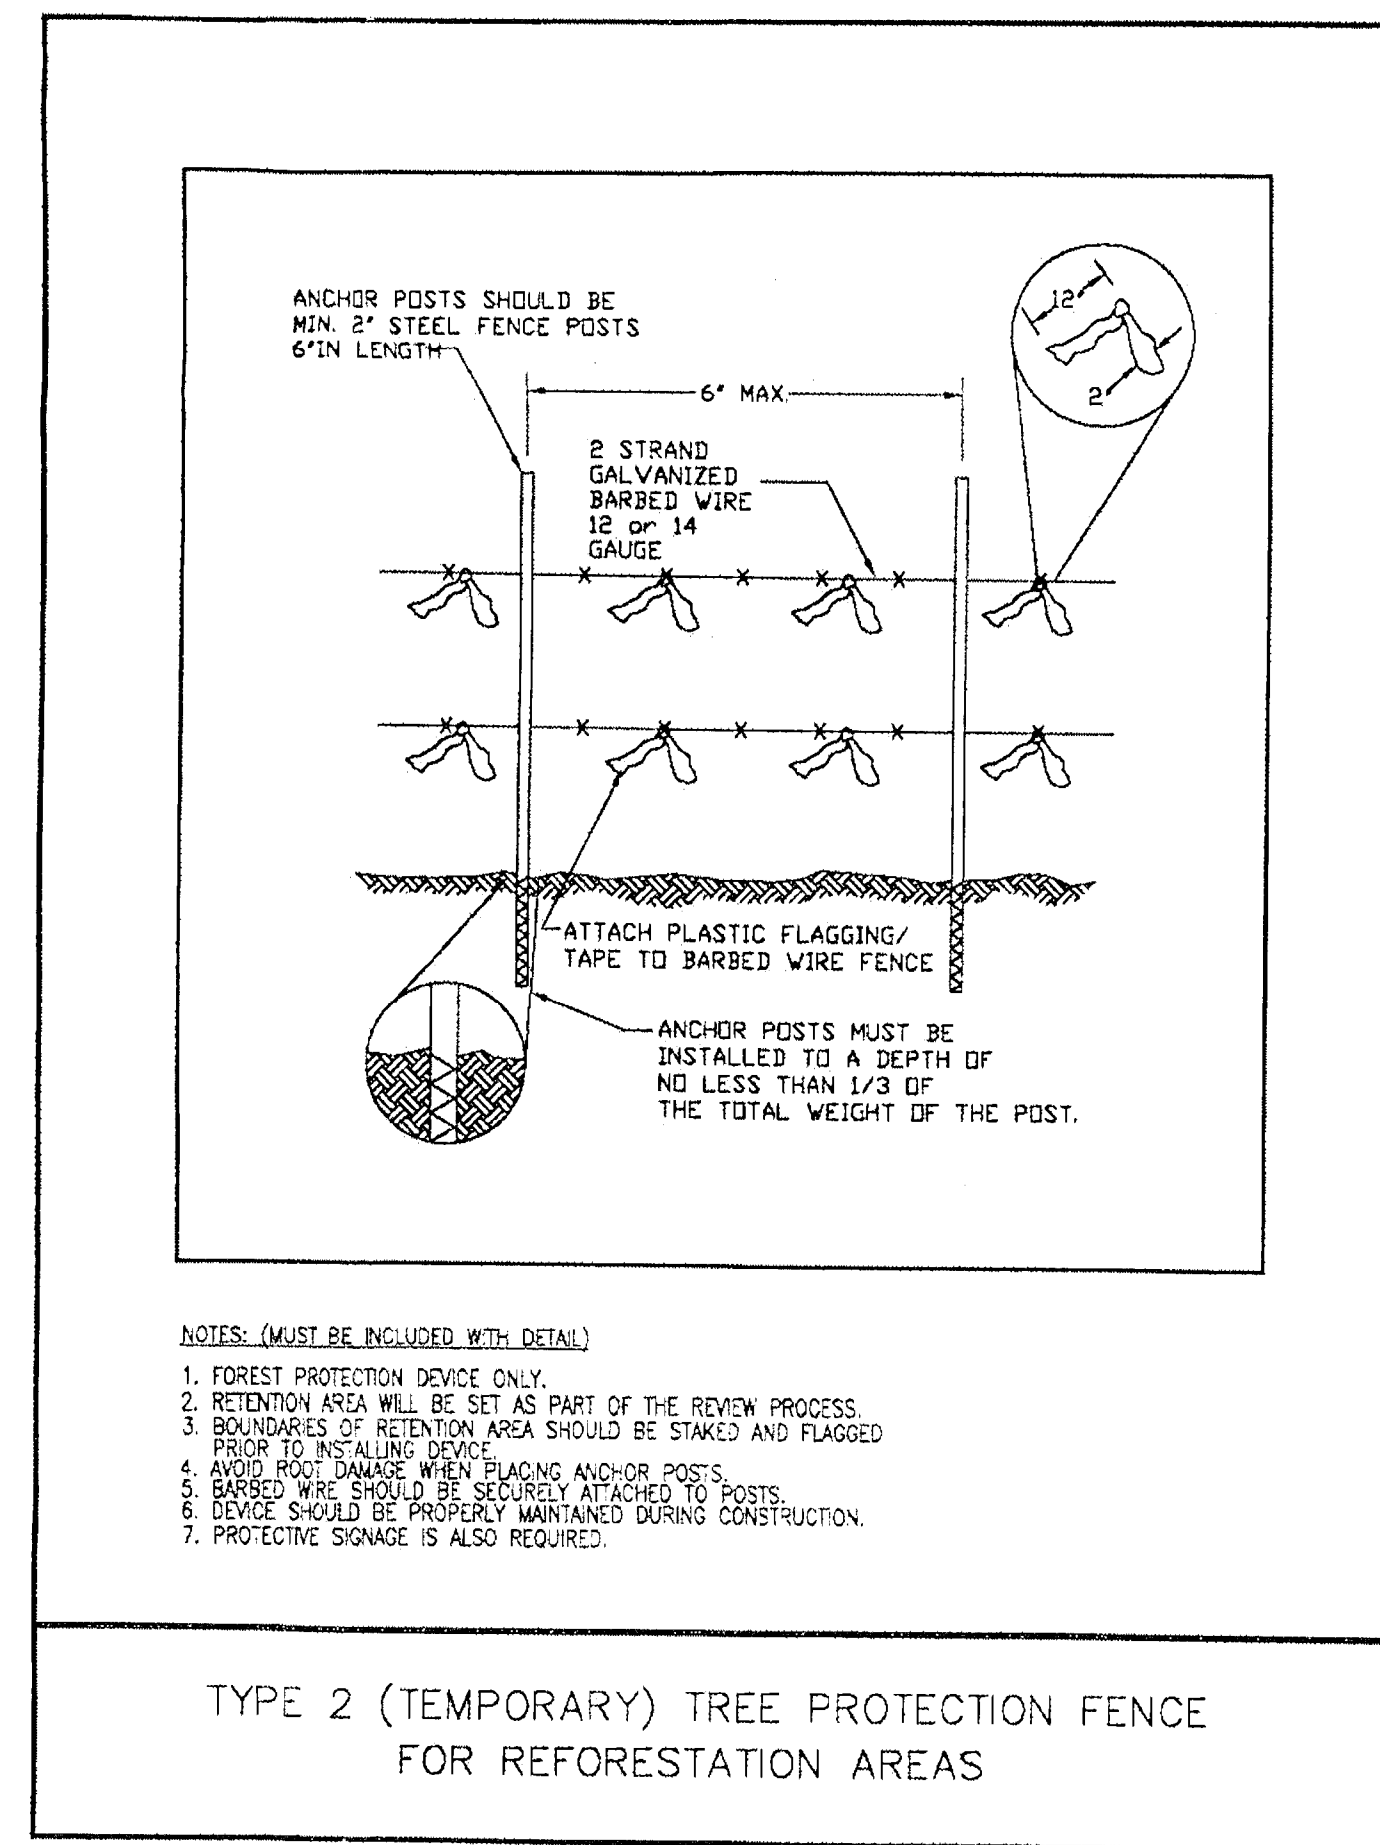 ANCHOR POSTS SHOULD BE
MIN. 2" STEEL FENCE POSTS
6"IN LENGTH
12"
2
6" MAX.
2 STRAND
GALVANIZED
BARBED WIRE
12 or 14
GAUGE
ATTACH PLASTIC FLAGGING/
TAPE TO BARBED WIRE FENCE
ANCHOR POSTS MUST BE
INSTALLED TO A DEPTH OF
NO LESS THAN 1/3 OF
THE TOTAL WEIGHT OF THE POST.
NOTES: (MUST BE INCLUDED WITH DETAIL)
1. FOREST PROTECTION DEVICE ONLY.
2. RETENTION AREA WILL BE SET AS PART OF THE REVIEW PROCESS.
3. BOUNDARIES OF RETENTION AREA SHOULD BE STAKED AND FLAGGED
PRIOR TO INSTALLING DEVICE.
4. AVOID ROOT DAMAGE WHEN PLACING ANCHOR POSTS.
5. BARBED WIRE SHOULD BE SECURELY ATTACHED TO POSTS.
6. DEVICE SHOULD BE PROPERLY MAINTAINED DURING CONSTRUCTION.
7. PROTECTIVE SIGNAGE IS ALSO REQUIRED.
TYPE 2 (TEMPORARY) TREE PROTECTION FENCE
FOR REFORESTATION AREAS